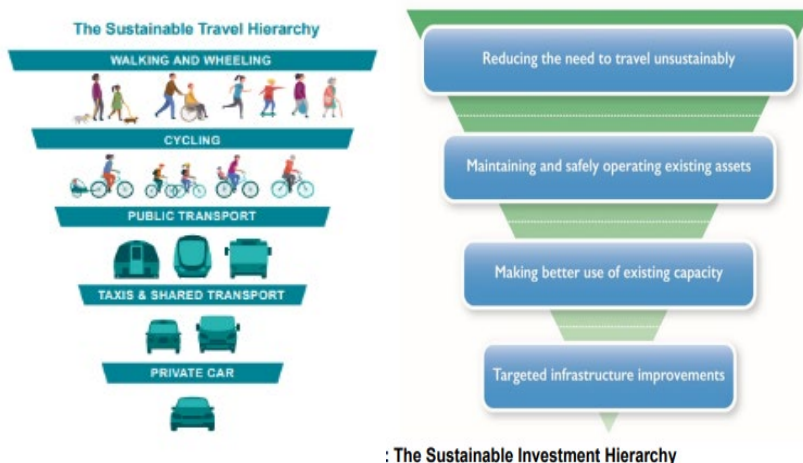 The Sustainable Travel Hierarchy
WALKING AND WHEELING
CYCLING
PUBLIC TRANSPORT
TAXIS & SHARED TRANSPORT
PRIVATE CAR
Reducing the need to travel unsustainably
Maintaining and safely operating existing assets
Making better use of existing capacity
Targeted infrastructure improvements
: The Sustainable Investment Hierarchy